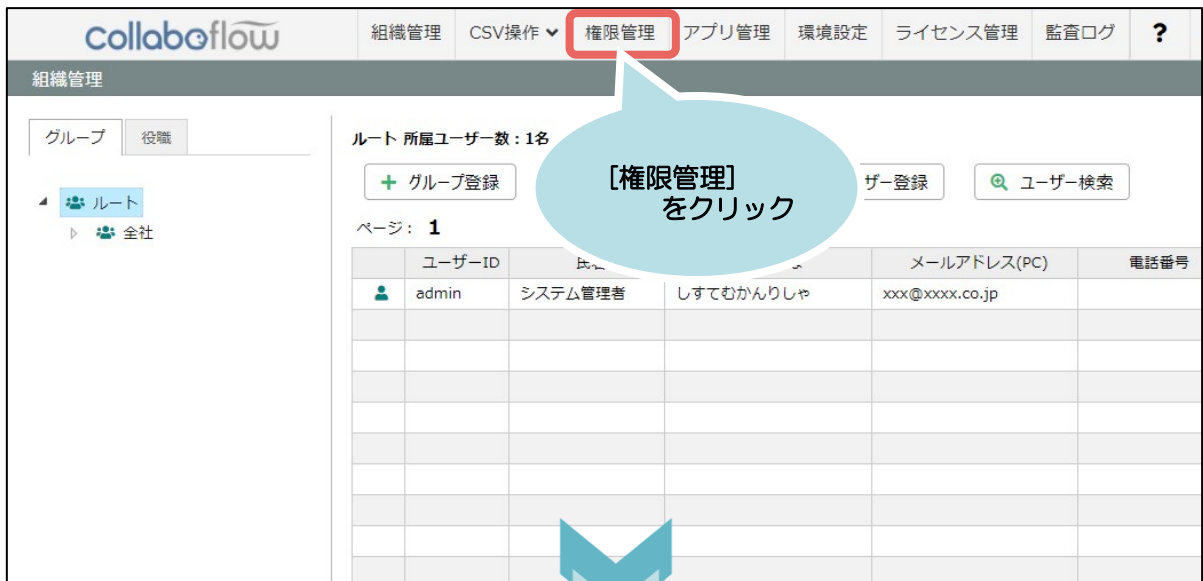 collaboflow
組織管理 CSV操作 権限管理 アプリ管理 環境設定 ライセンス管理 監査ログ ?
組織管理
グループ 役職
ルート 所属ユーザー数：1名
+ グループ登録 ザー登録 ユーザー検索
[権限管理]
をクリック
ルート
全社
ページ： 1
ユーザーID メールアドレス(PC) 電話番号
admin システム管理者 しすてむかんりしゃ xxx@xxxx.co.jp